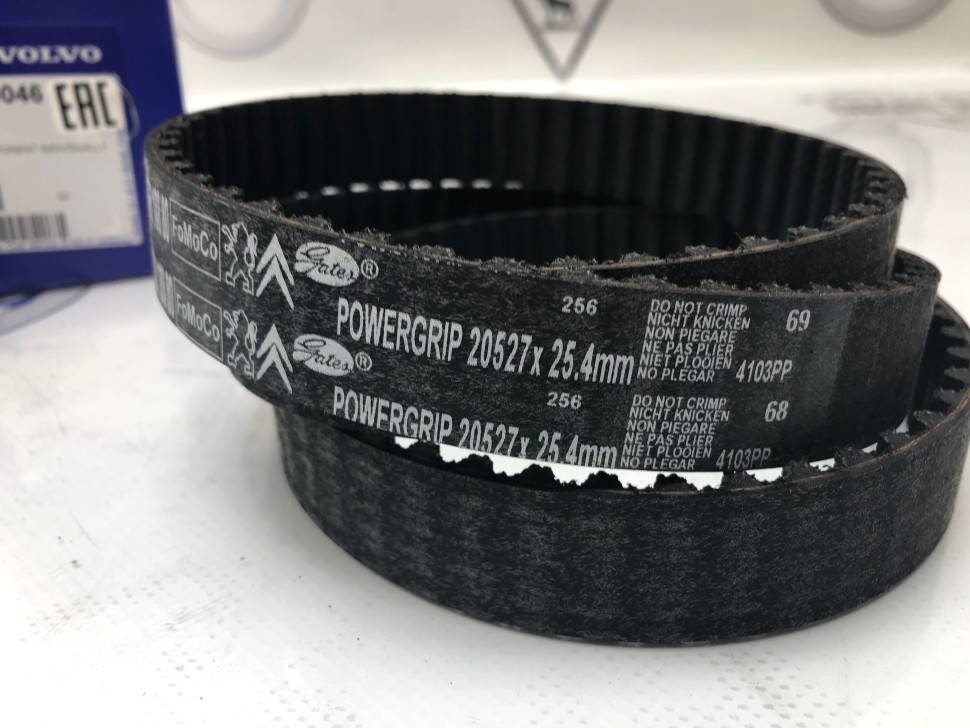 VOLVO
046
EAC
FoMoCo
Gates®
256
POWERGRIP 20527x 25.4mm
DO NOT CRIMP
NICHT KNICKEN
NON PIEGARE
NE PAS PLIER
NIET PLOOIEN
NO PLEGAR
69
4103PP
FoMoCo
Gates®
256
POWERGRIP 20527x 25.4mm
DO NOT CRIMP
NICHT KNICKEN
NON PIEGARE
NE PAS PLIER
NIET PLOOIEN
NO PLEGAR
68
4103PP